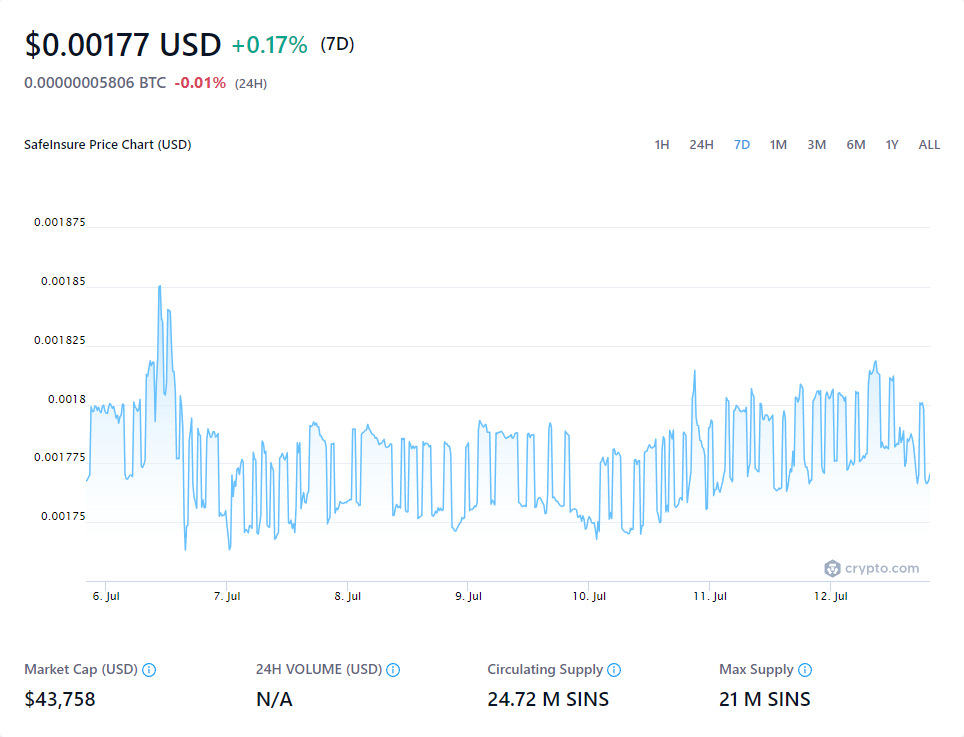 $0.00177 USD +0.17% (7D)
0.00000005806 BTC -0.01% (24H)
SafeInsure Price Chart (USD) 1H 24H 7D 1M 3M 6M 1Y ALL
0.001875
0.00185
0.001825
0.0018
0.001775
0.00175
crypto.com
6. Jul 7. Jul 8. Jul 9. Jul 10. Jul 11. Jul 12. Jul
Market Cap (USD) 24H VOLUME (USD) Circulating Supply Max Supply
$43,758 N/A 24.72 M SINS 21 M SINS